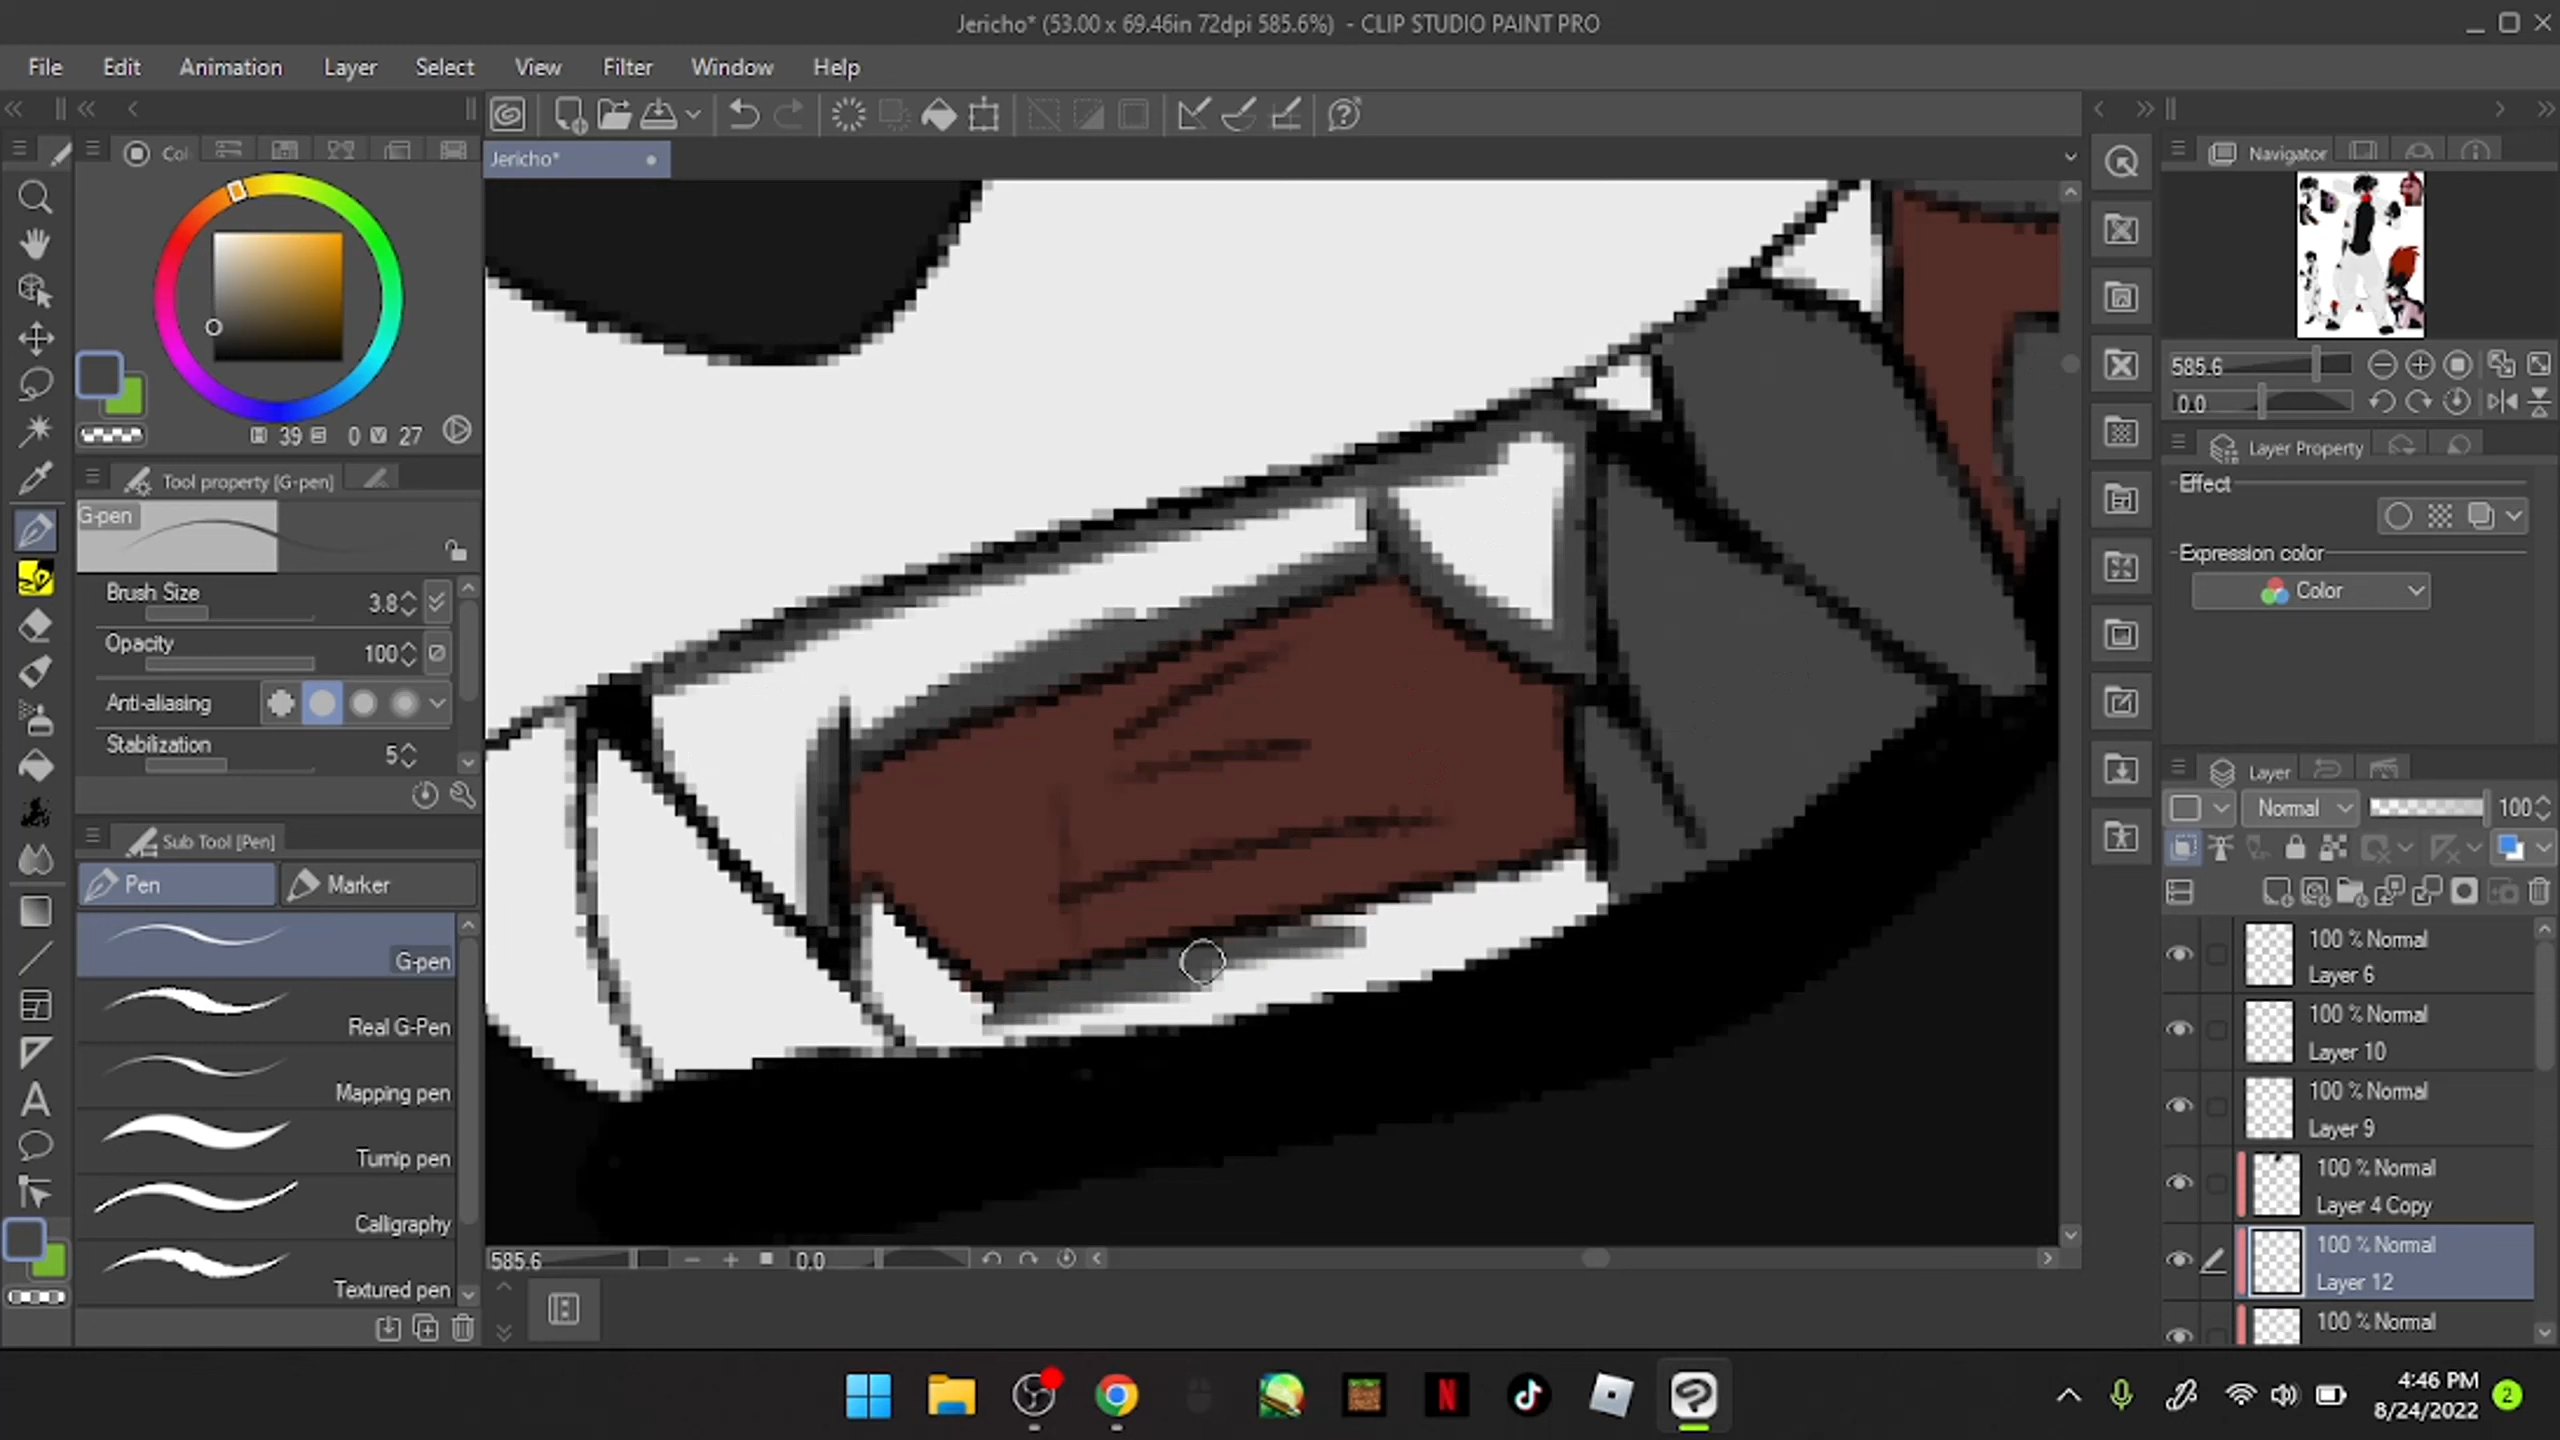 Jericho* (53.00 x 69.46in 72dpi 585.6%) - CLIP STUDIO PAINT PRO
File Edit Animation Layer Select View Filter Window Help
Col
Jericho*
Navigator
39 0 27
585.6
0.0
Layer Property
Tool property [G-pen]
Effect
G-pen
Expression color
Color
Brush Size 3.8
Opacity 100
Anti-aliasing
Stabilization 5
Layer
Normal 100
Sub Tool [Pen]
Pen Marker
G-pen
Real G-Pen
Mapping pen
Turnip pen
Calligraphy
Textured pen
100 % Normal
Layer 6
100 % Normal
Layer 10
100 % Normal
Layer 9
100 % Normal
Layer 4 Copy
100 % Normal
Layer 12
100 % Normal
585.6 0.0
4:46 PM
8/24/2022
2